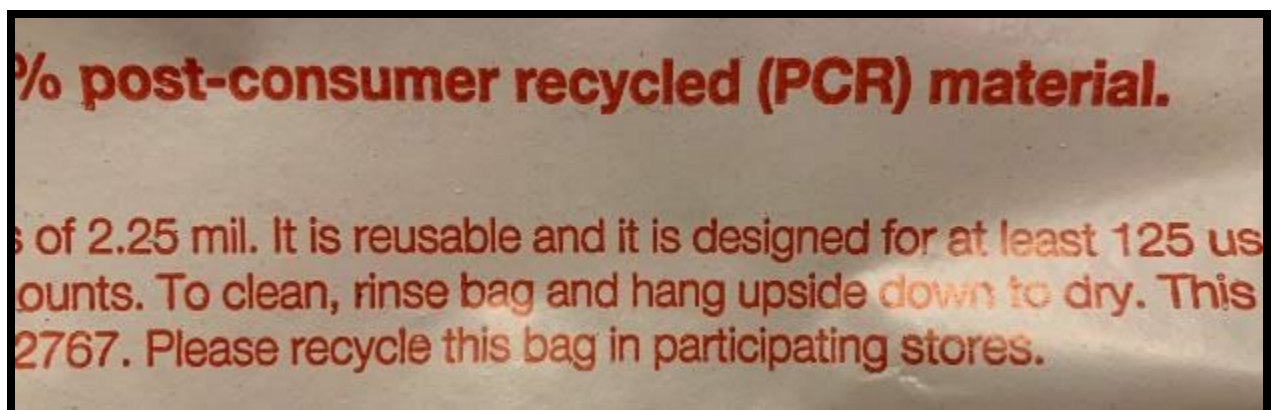 % post-consumer recycled (PCR) material.
of 2.25 mil. It is reusable and it is designed for at least 125 us
ounts. To clean, rinse bag and hang upside down to dry. This
2767. Please recycle this bag in participating stores.